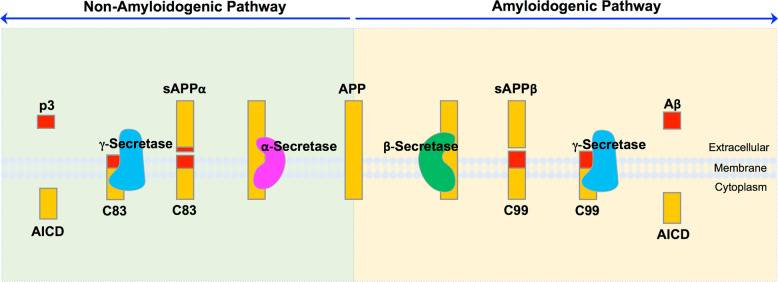 Non-Amyloidogenic Pathway
Amyloidogenic Pathway
sAPPα
APP
sAPPβ
p3
Aβ
γ-Secretase
α-Secretase
β-Secretase
γ-Secretase
Extracellular
Membrane
Cytoplasm
C83
C83
C99
C99
AICD
AICD